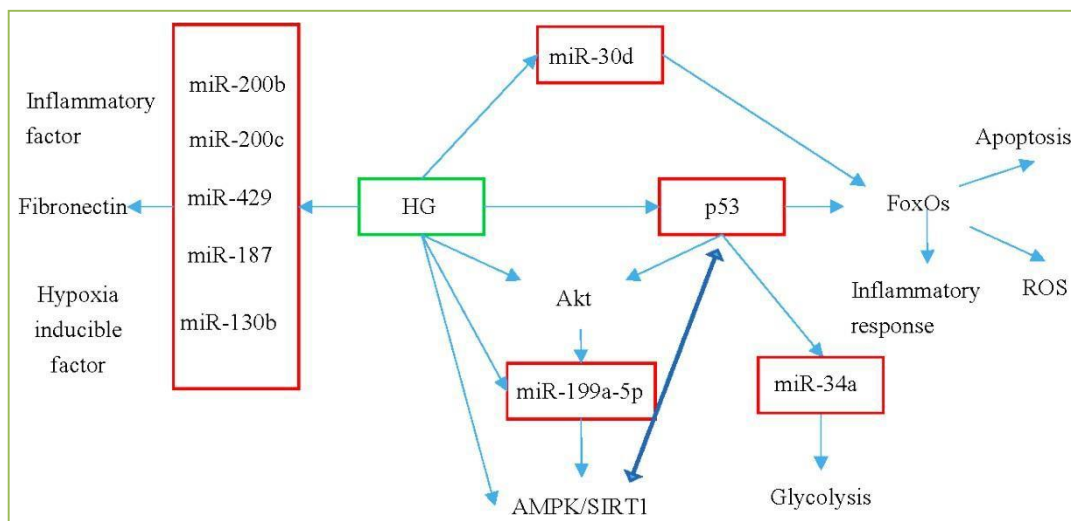 miR-30d
miR-200b
Inflammatory
factor
miR-200c
Apoptosis
Fibronectin
miR-429
HG
p53
FoxOs
miR-187
Inflammatory
response
ROS
Hypoxia
inducible
factor
miR-130b
Akt
miR-199a-5p
miR-34a
AMPK/SIRT1
Glycolysis